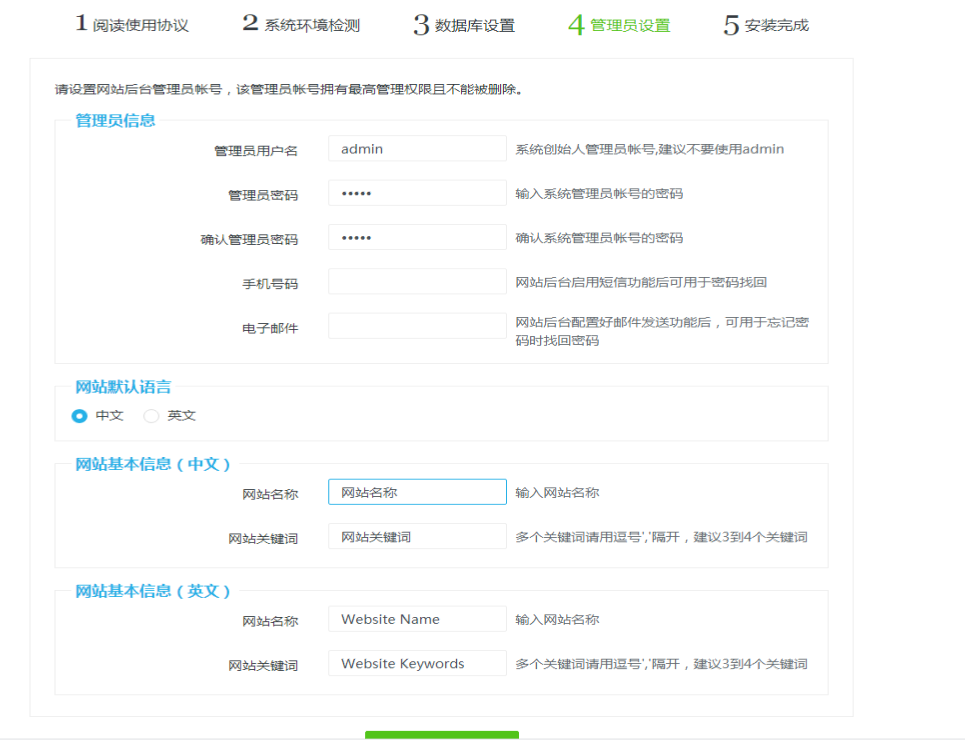 1 阅读使用协议 2 系统环境检测 3 数据库设置 4 管理员设置 5 安装完成
请设置网站后台管理员帐号，该管理员帐号拥有最高管理权限且不能被删除。
管理员信息
管理员用户名 admin 系统创始人管理员帐号,建议不要使用admin
管理员密码 ••••• 输入系统管理员帐号的密码
确认管理员密码 ••••• 确认系统管理员帐号的密码
手机号码 网站后台启用短信功能后可用于密码找回
电子邮件 网站后台配置好邮件发送功能后，可用于忘记密
码时找回密码
网站默认语言
中文 英文
网站基本信息（中文）
网站名称 网站名称 输入网站名称
网站关键词 网站关键词 多个关键词请用逗号','隔开，建议3到4个关键词
网站基本信息（英文）
网站名称 Website Name 输入网站名称
网站关键词 Website Keywords 多个关键词请用逗号','隔开，建议3到4个关键词